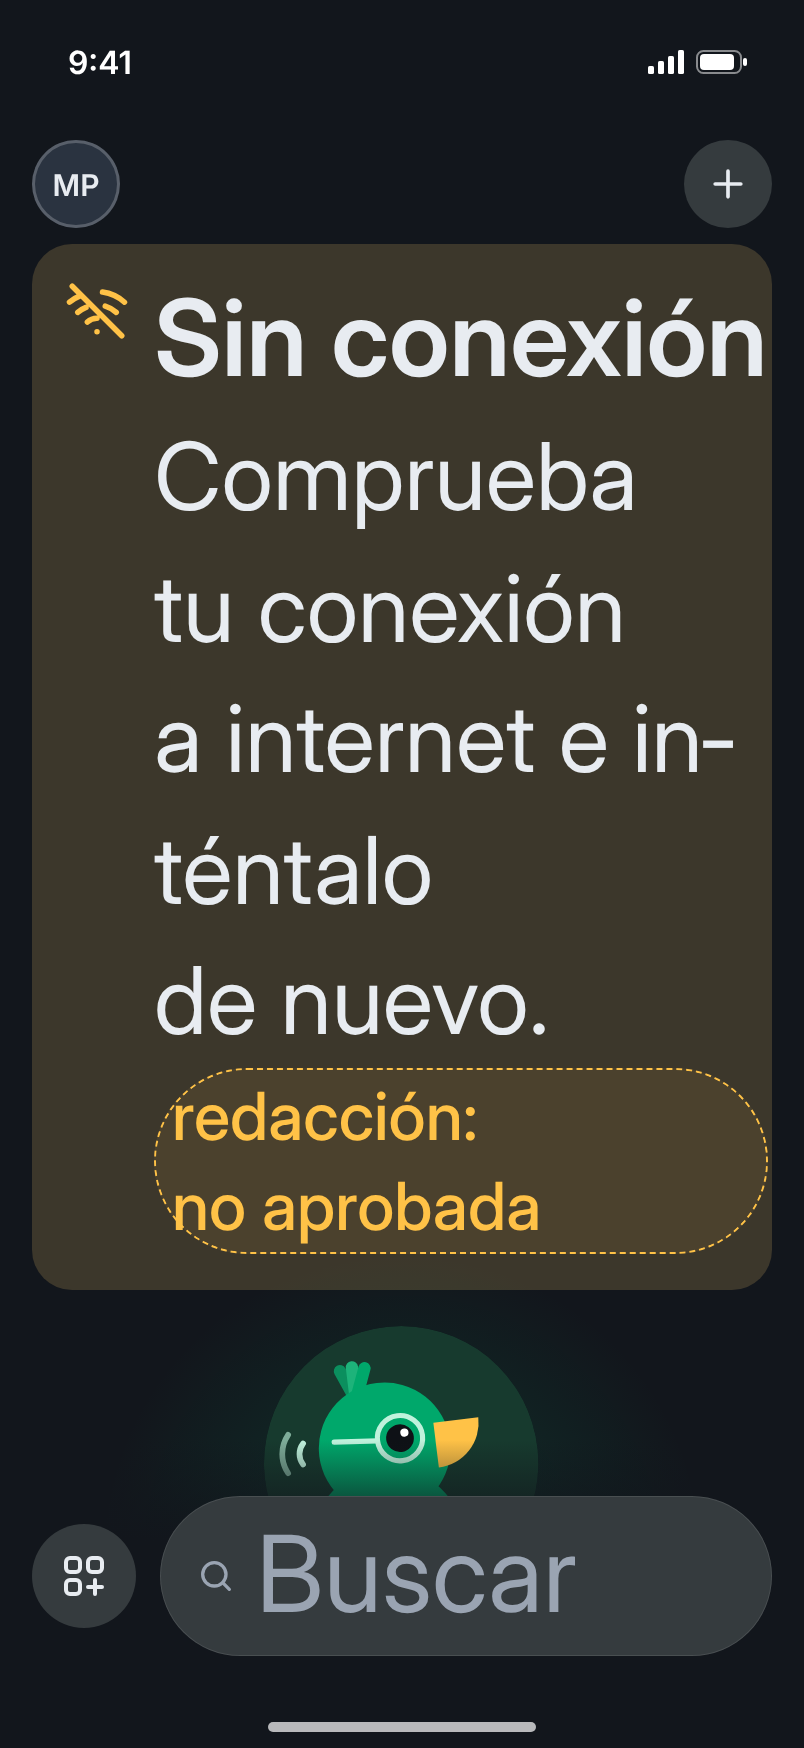 9:41
MP
Sin conexión
Comprueba
tu conexión
a internet e in-
téntalo
de nuevo.
redacción:
no aprobada
Buscar